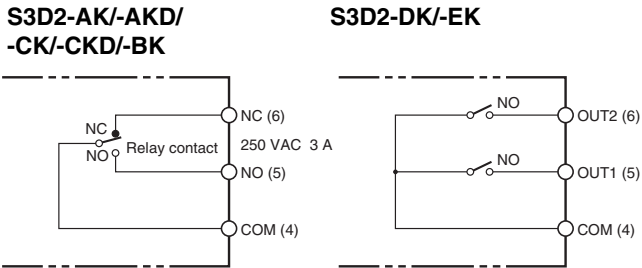 S3D2-AK/-AKD/
-CK/-CKD/-BK
NC
NO
Relay contact
NC (6)
250 VAC 3 A
NO (5)
COM (4)
S3D2-DK/-EK
NO
OUT2 (6)
NO
OUT1 (5)
COM (4)